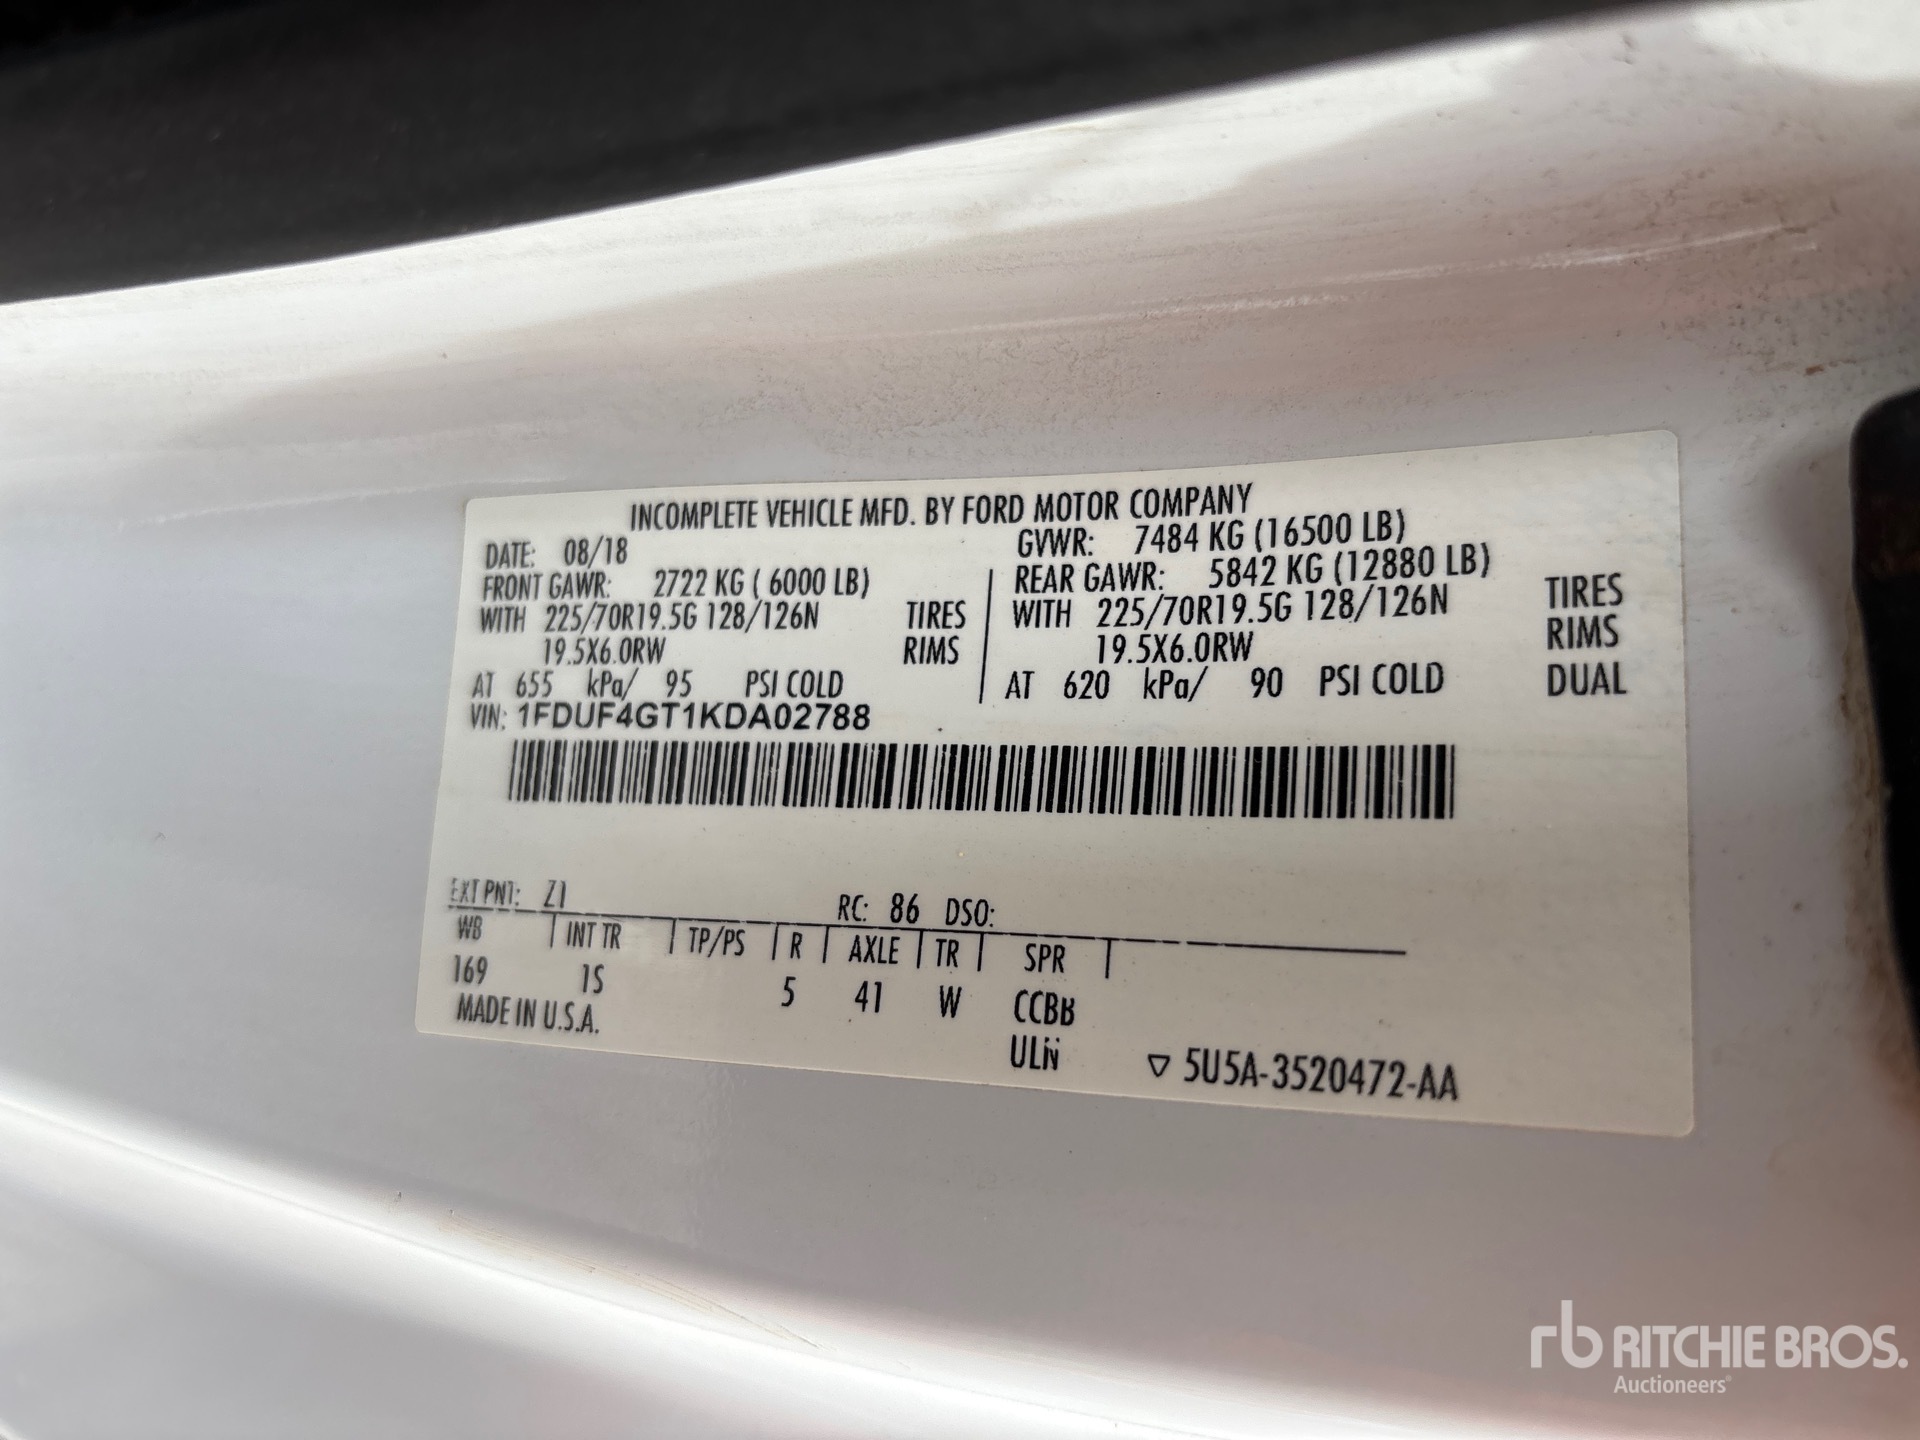 INCOMPLETE VEHICLE MFD. BY FORD MOTOR COMPANY
DATE: 08/18 GVWR: 7484 KG (16500 LB)
FRONT GAWR: 2722 KG ( 6000 LB) REAR GAWR: 5842 KG (12880 LB)
WITH 225/70R19.5G 128/126N TIRES WITH 225/70R19.5G 128/126N TIRES
19.5X6.0RW RIMS 19.5X6.0RW RIMS
AT 655 kPa/ 95 PSI COLD AT 620 kPa/ 90 PSI COLD DUAL
VIN: 1FDUF4GT1KDA02788
EXT PNT: Z1 RC: 86 DSO:
WB INT TR TP/PS R AXLE TR SPR
169 1S 5 41 W CCBB
MADE IN U.S.A. ULN ▽ 5U5A-3520472-AA
rb RITCHIE BROS.
Auctioneers®